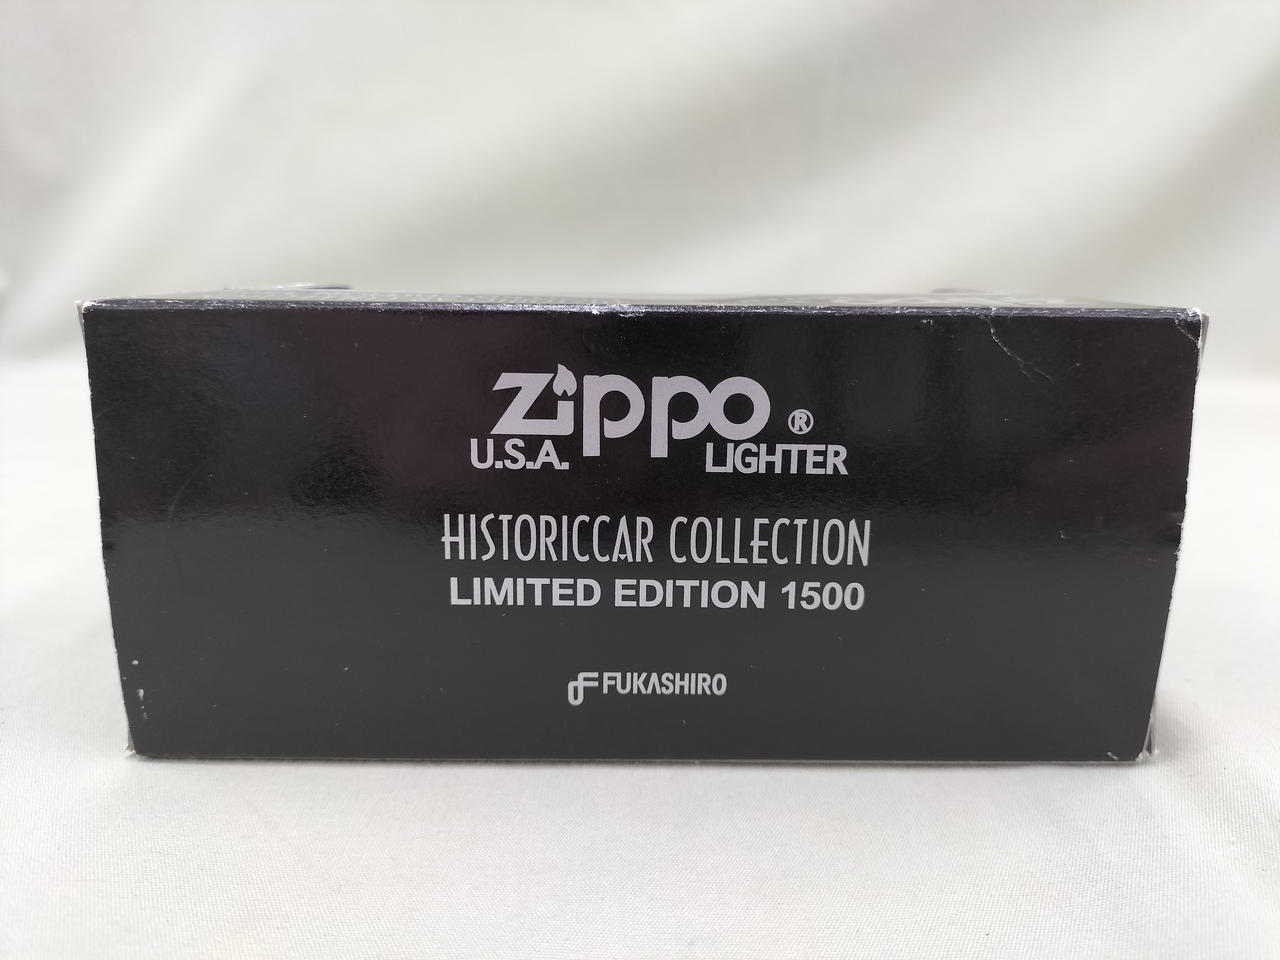 Zippo®
U.S.A. LIGHTER
HISTORICCAR COLLECTION
LIMITED EDITION 1500
FUKASHIRO